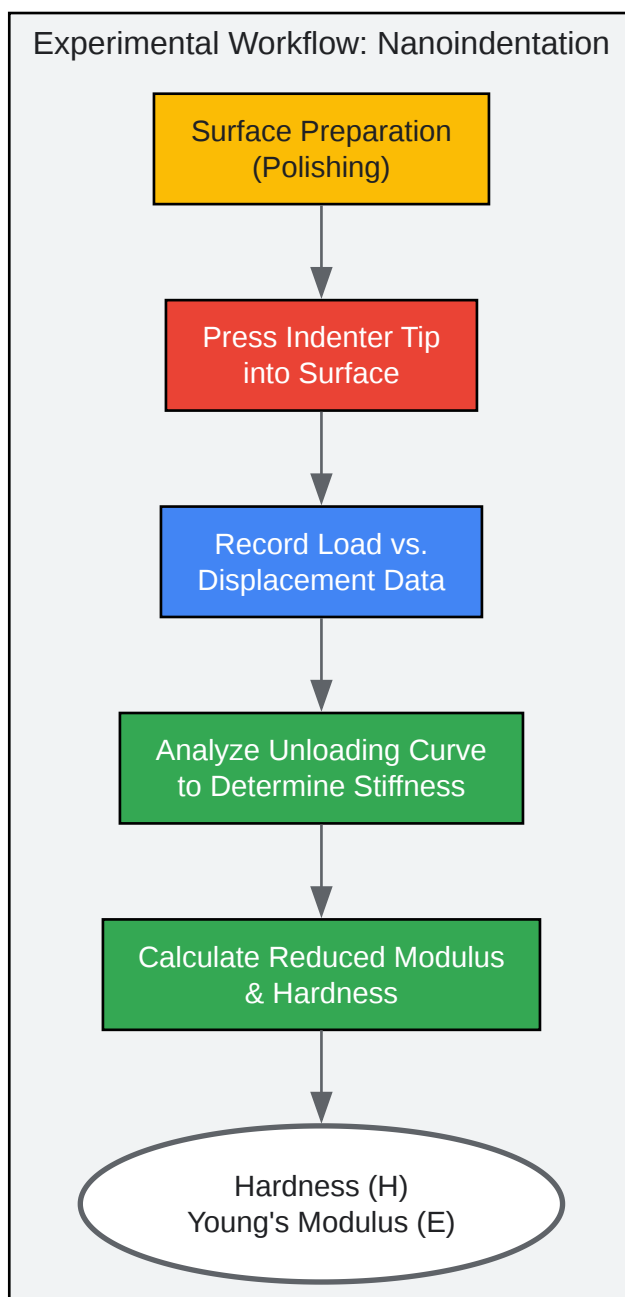 Experimental Workflow: Nanoindentation
Surface Preparation
(Polishing)
Press Indenter Tip
into Surface
Record Load vs.
Displacement Data
Analyze Unloading Curve
to Determine Stiffness
Calculate Reduced Modulus
& Hardness
Hardness (H)
Young's Modulus (E)